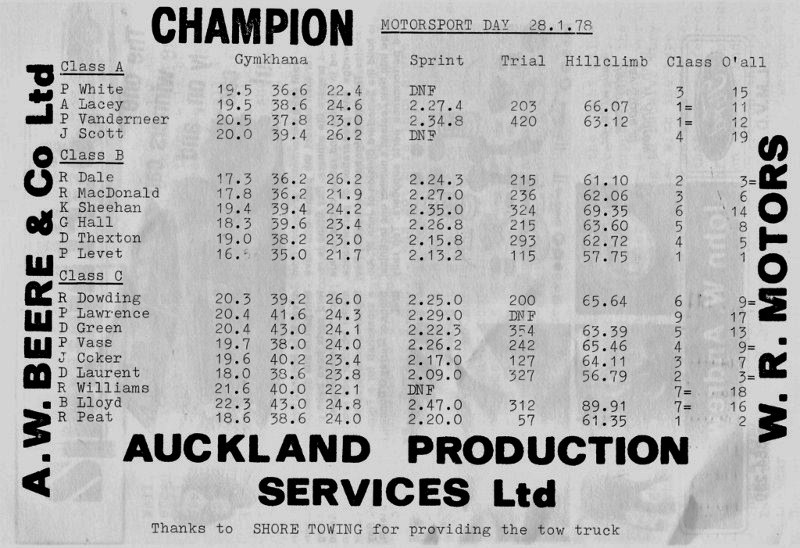 CHAMPION
MOTORSPORT DAY 28.1.78
Gymkhana Sprint Trial Hillclimb Class O'all
Class A
P White 19.5 36.6 22.4 DNF 3 15
A Lacey 19.5 38.6 24.6 2.27.4 203 66.07 1= 11
P Vanderneer 20.5 37.8 23.0 2.34.8 420 63.12 1= 12
J Scott 20.0 39.4 26.2 DNF 4 19
Class B
R Dale 17.3 36.2 26.2 2.24.3 215 61.10 2 3=
R MacDonald 17.8 36.2 21.9 2.27.0 236 62.06 3 6
K Sheehan 19.4 39.4 24.2 2.35.0 324 69.35 6 14
G Hall 18.3 39.6 23.4 2.26.8 215 63.60 5 8
D Thexton 19.0 38.2 23.0 2.15.8 293 62.72 4 5
P Levet 35.0 21.7 2.13.2 115 57.75 1 1
Class C
R Dowding 20.3 39.2 26.0 2.25.0 200 65.64 6 9=
P Lawrence 20.4 41.6 24.3 2.29.0 DNF 9 17
D Green 20.4 43.0 24.1 2.22.3 354 63.39 5 13
P Vass 19.7 38.0 24.0 2.26.2 242 65.46 4 9=
J Coker 19.6 40.2 23.4 2.17.0 127 64.11 3 7
D Laurent 18.0 38.6 23.8 2.09.0 327 56.79 2 3=
R Williams 21.6 40.0 22.1 DNF 7= 18
B Lloyd 22.3 43.0 24.8 2.47.0 312 89.91 7= 16
R Peat 18.6 38.6 24.0 2.20.0 57 61.35 1 2
A.W. BEERE & Co Ltd
W. R. MOTORS
AUCKLAND PRODUCTION
SERVICES Ltd
Thanks to SHORE TOWING for providing the tow truck